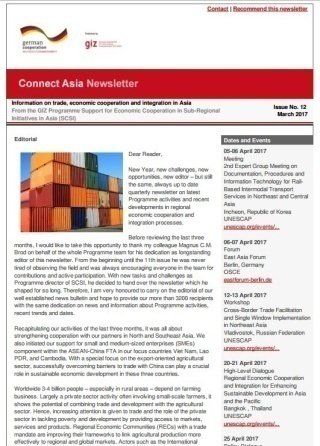 Contact | Recommend this newsletter
german
cooperation
giz
Connect Asia Newsletter
Information on trade, economic cooperation and integration in Asia
From the GIZ Programme Support for Economic Cooperation in Sub-Regional
Initiatives in Asia (SCSI)
Issue No. 12
March 2017
Editorial
Dear Reader,
New Year, new challenges, new
opportunities, new editor – but still
the same, always up to date
quarterly newsletter on latest
Programme activities and recent
developments in regional
economic cooperation and
integration processes.
Before reviewing the last three
months, I would like to take this opportunity to thank my colleague Magnus C.M.
Brod on behalf of the whole Programme team for his dedication as longstanding
editor of this newsletter. From the beginning until the 11th issue he was never
tired of observing the field and was always encouraging everyone in the team for
contributions and active participation. With new tasks and challenges as
Programme director of SCSI, he decided to hand over the newsletter which he
shaped for so long. Therefore, I am very honoured to carry on the editorial of our
well established news bulletin and hope to provide our more than 3200 recipients
with the same dedication on news and information about Programme activities,
recent trends and dates.
Recapitulating our activities of the last three months, it was all about
strengthening cooperation with our partners in North and Southeast Asia. We
also initiated our support for small and medium-sized enterprises (SMEs)
component within the ASEAN-China FTA in our focus countries Viet Nam, Lao
PDR, and Cambodia. With a special focus on the export-oriented agricultural
sector, successfully overcoming barriers to trade with China can play a crucial
role in sustainable economic development in these three countries.
Worldwide 3-4 billion people – especially in rural areas – depend on farming
business. Largely a private sector activity often involving small-scale farmers, it
shows the potential of combining trade and development with the agricultural
sector. Hence, increasing attention is given to trade and the role of the private
sector in tackling poverty and developing by providing access to markets,
services and products. Regional Economic Communities (RECs) with a trade
mandate are improving their frameworks to link agricultural production more
effectively to regional and global markets. Actors such as the International
Dates and Events
05-06 April 2017
Meeting
2nd Expert Group Meeting on
Documentation, Procedures and
Information Technology for Rail-
Based Intermodal Transport
Services in Northeast and Central
Asia
Incheon, Republic of Korea
UNESCAP
unescap.org/events/...
06-07 April 2017
Forum
East Asia Forum
Berlin, Germany
OSCE
eastforum-berlin.de
12-13 April 2017
Workshop
Cross-Border Trade Facilitation
and Single Window Implementation
in Northeast Asia
Vladivostok, Russian Federation
UNESCAP
unescap.org/events/...
20-21 April 2017
High-Level Dialogue
Regional Economic Cooperation
and Integration for Enhancing
Sustainable Development in Asia
and the Pacific
Bangkok, Thailand
UNESCAP
unescap.org/events/...
25 April 2017